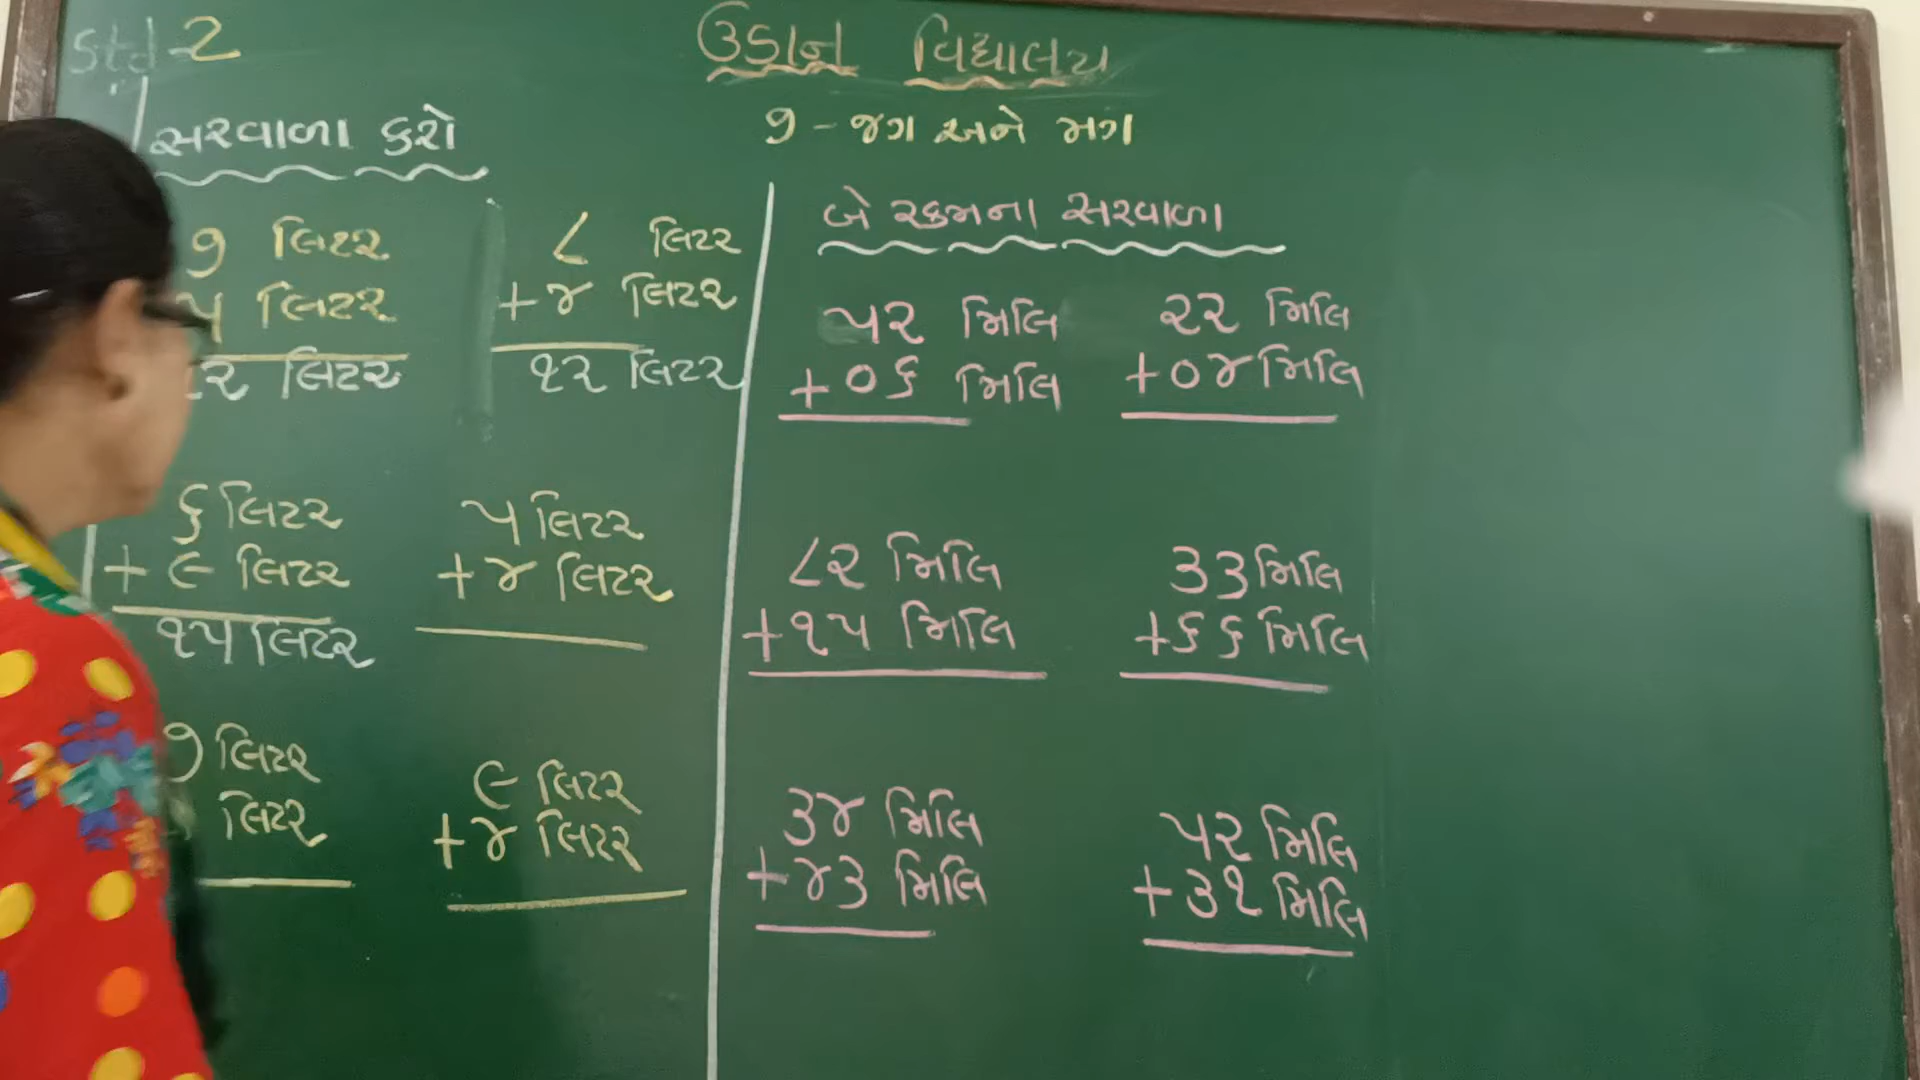 Std-2
ઉડાન વિદ્યાલય
૭ - જગ અને મગ
સરવાળા કરો
૭ લિટર
૫ લિટર
૨ લિટર
૮ લિટર
+૪ લિટર
૧૨ લિટર
૬ લિટર
+૯ લિટર
૧૫ લિટર
૫ લિટર
+૪ લિટર
૭ લિટર
લિટર
૯ લિટર
+૪ લિટર
બે રકમના સરવાળા
૫૨ મિલિ
+૦૬ મિલિ
૨૨ મિલિ
+૦૪ મિલિ
૮૨ મિલિ
+૧૫ મિલિ
૩૩ મિલિ
+૬૬ મિલિ
૩૪ મિલિ
+૪૩ મિલિ
૫૨ મિલિ
+૩૧ મિલિ